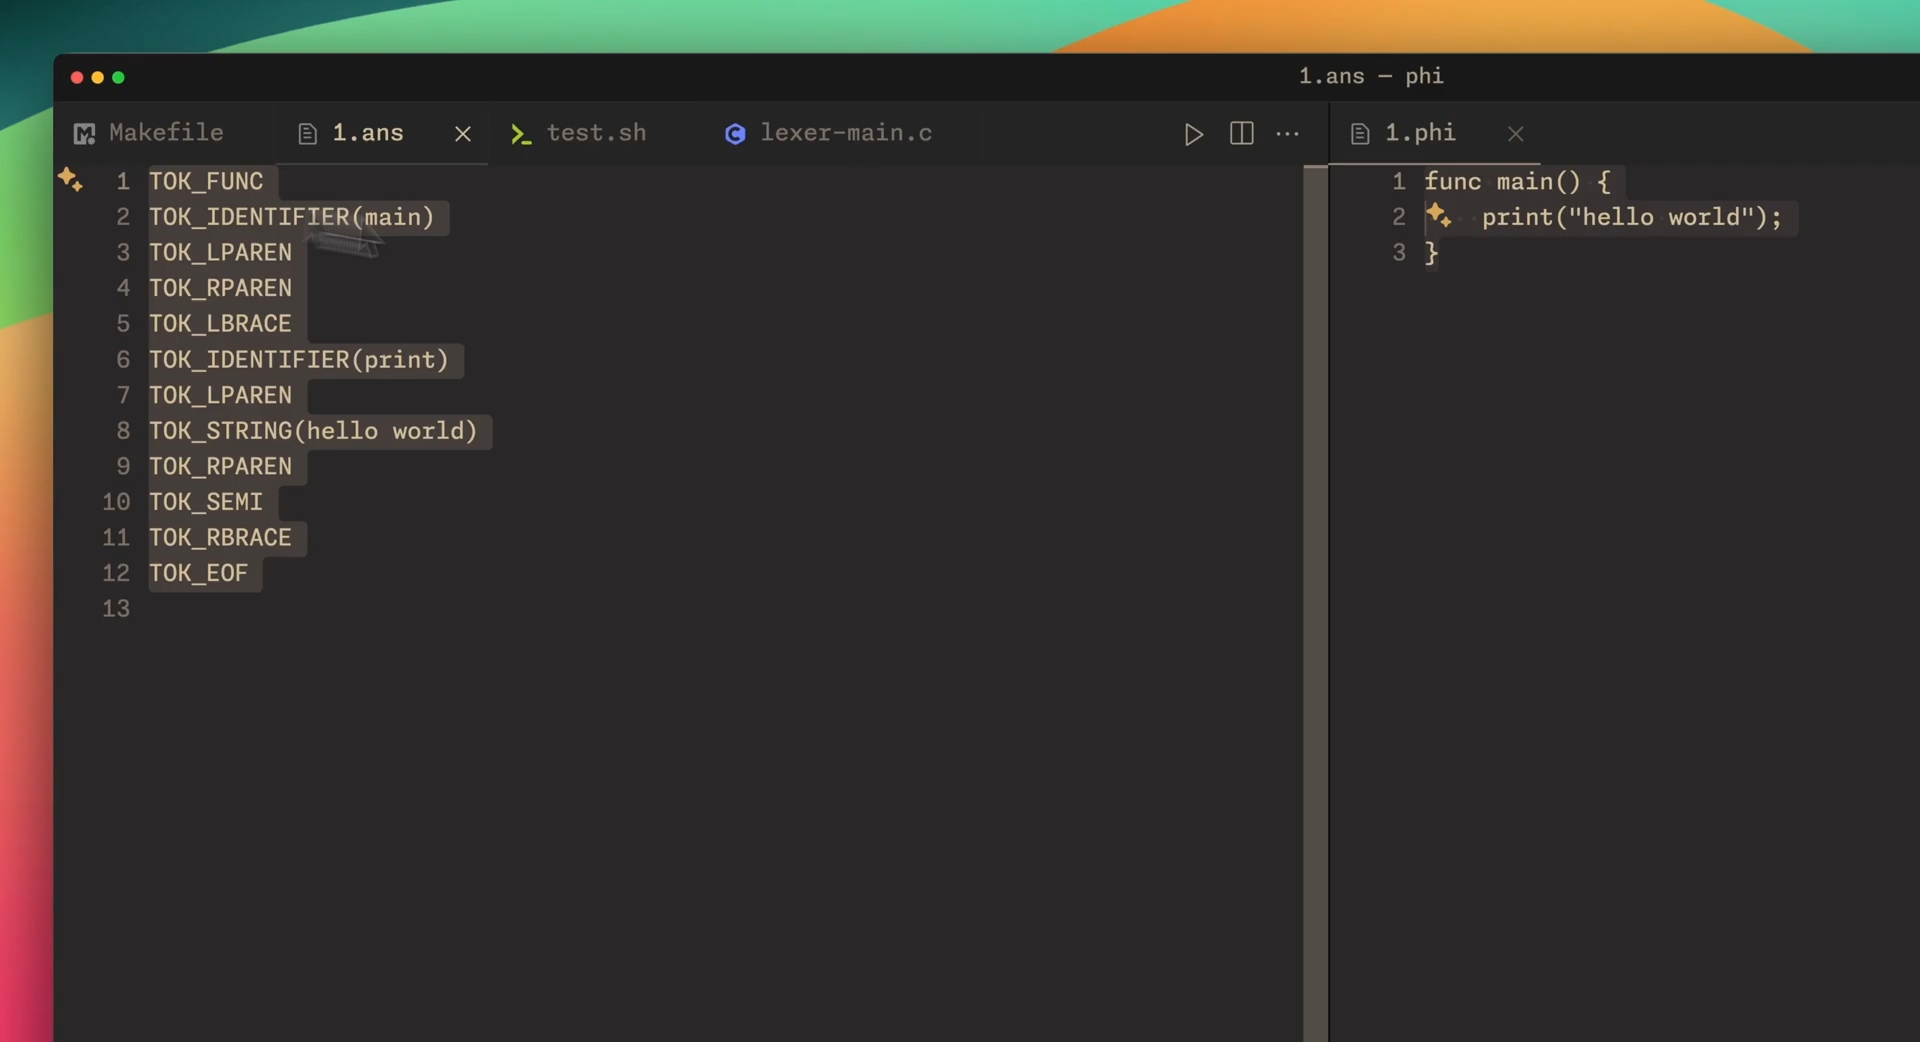 1.ans — phi
Makefile
1.ans
test.sh
lexer-main.c
1 TOK_FUNC
2 TOK_IDENTIFIER(main)
3 TOK_LPAREN
4 TOK_RPAREN
5 TOK_LBRACE
6 TOK_IDENTIFIER(print)
7 TOK_LPAREN
8 TOK_STRING(hello world)
9 TOK_RPAREN
10 TOK_SEMI
11 TOK_RBRACE
12 TOK_EOF
13
1.phi
1 func main() {
2 print("hello world");
3 }